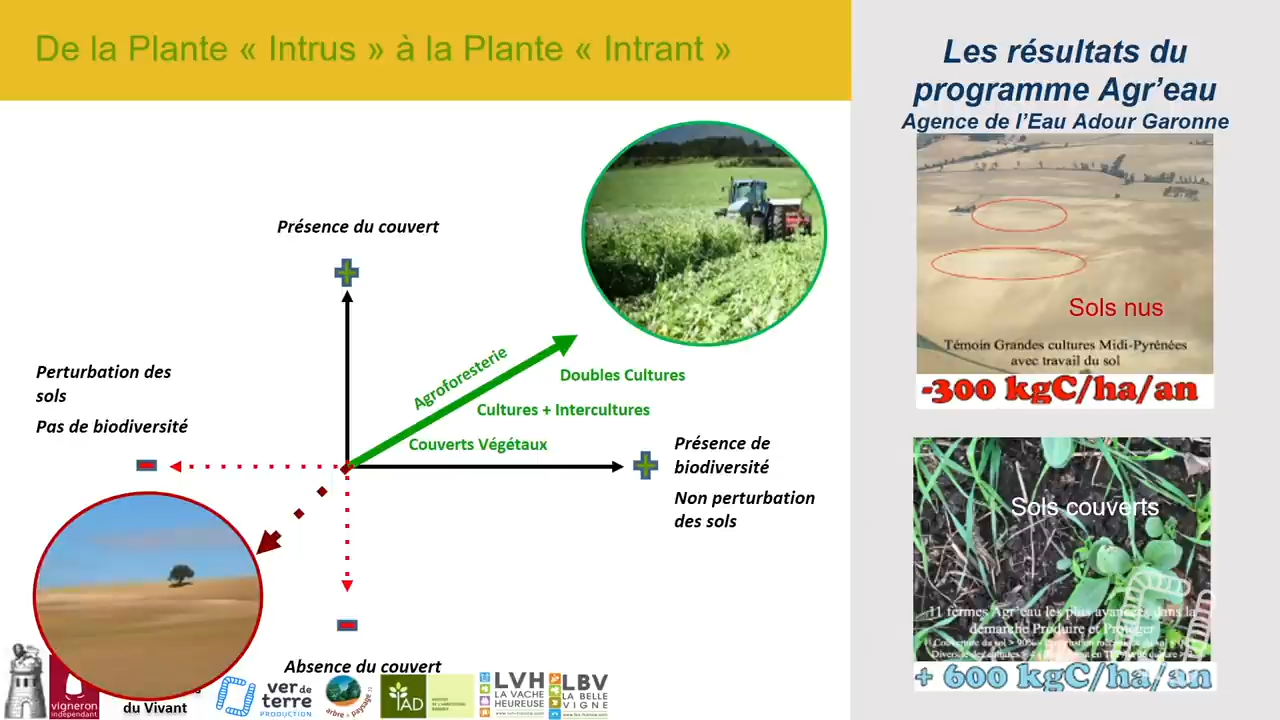 De la Plante « Intrus » à la Plante « Intrant »
Présence du couvert
Perturbation des
sols
Pas de biodiversité
Agroforesterie
Doubles Cultures
Cultures + Intercultures
Couverts Végétaux
Présence de
biodiversité
Non perturbation
des sols
Absence du couvert
vigneron
indépendant
du Vivant
ver de
terre
PRODUCTION
arbre & paysage 32
IAD
LVH
LA VACHE
HEUREUSE
LBV
LA BELLE
VIGNE
Les résultats du
programme Agr'eau
Agence de l'Eau Adour Garonne
Sols nus
Témoin Grandes cultures Midi-Pyrénées
avec travail du sol
-300 kgC/ha/an
Sols couverts
11 fermes Agr'eau les plus avancées dans la
démarche Produire et Protéger
+ 600 kgC/ha/an